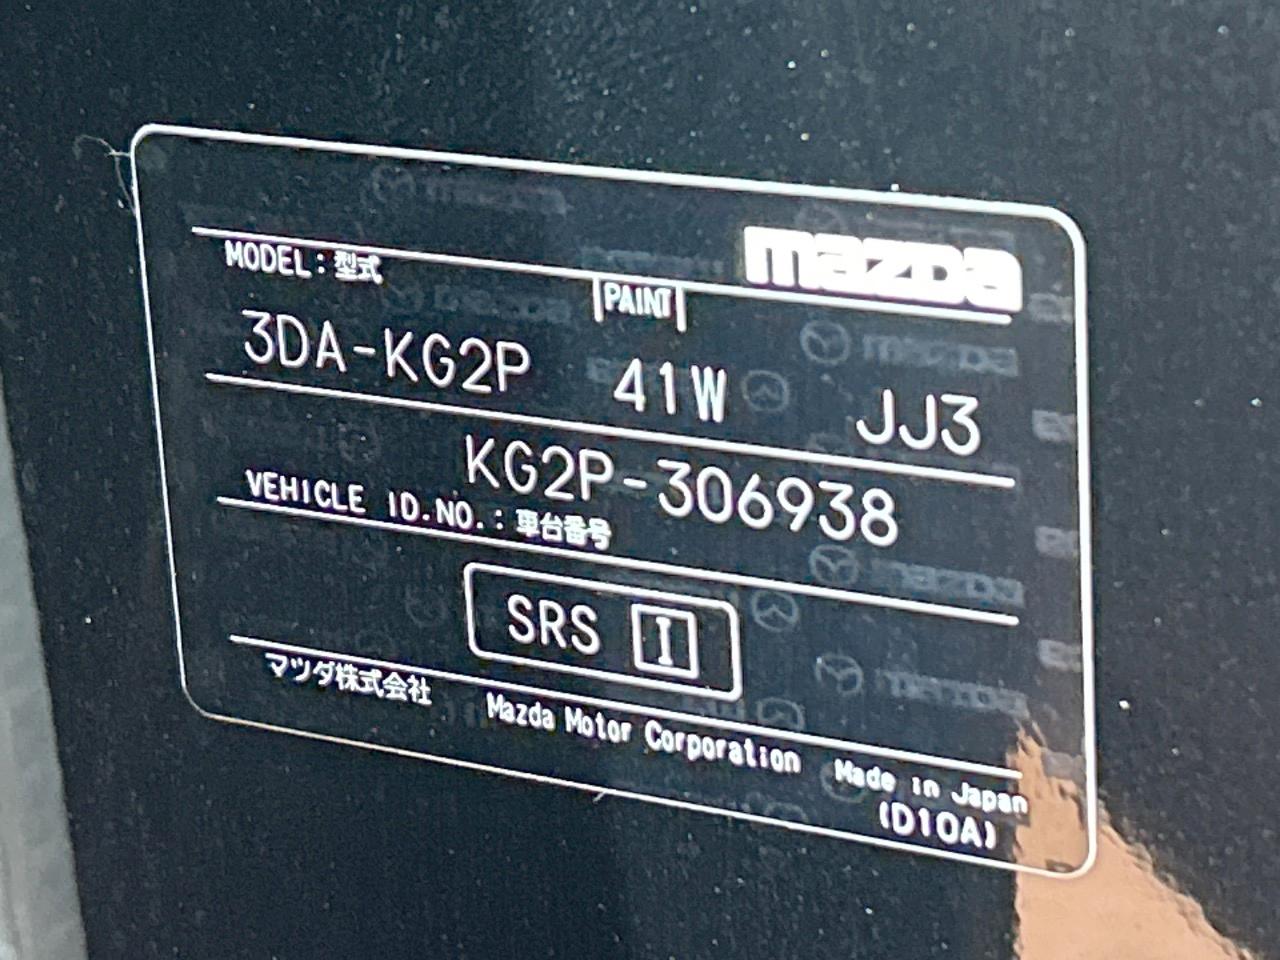 mazda
MODEL：型式
PAINT
3DA-KG2P 41W JJ3
KG2P-306938
VEHICLE ID.NO.：車台番号
SRS I
マツダ株式会社 Mazda Motor Corporation Made in Japan
(D10A)